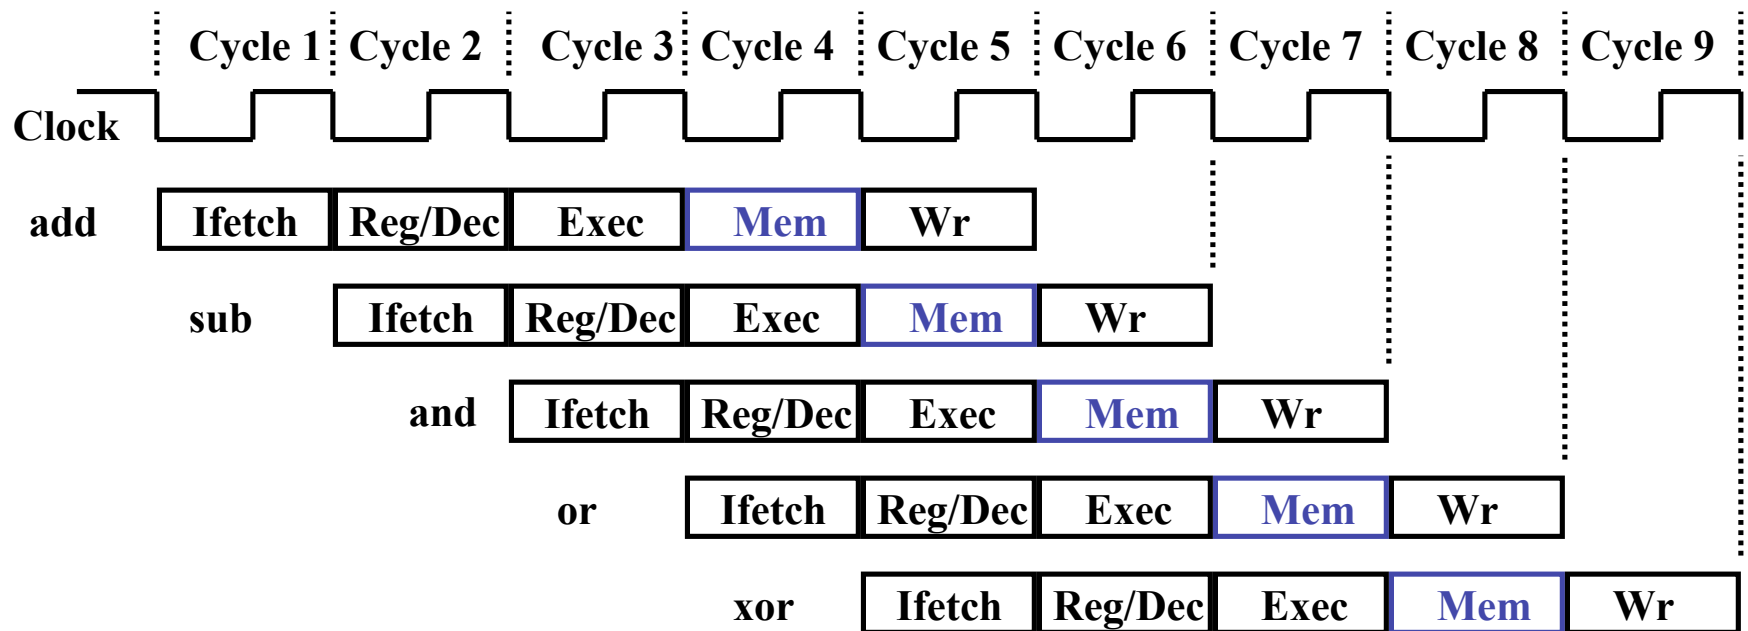 Cycle 1 Cycle 2 Cycle 3 Cycle 4 Cycle 5 Cycle 6 Cycle 7 Cycle 8 Cycle 9
Clock
add Ifetch Reg/Dec Exec Mem Wr
sub Ifetch Reg/Dec Exec Mem Wr
and Ifetch Reg/Dec Exec Mem Wr
or Ifetch Reg/Dec Exec Mem Wr
xor Ifetch Reg/Dec Exec Mem Wr